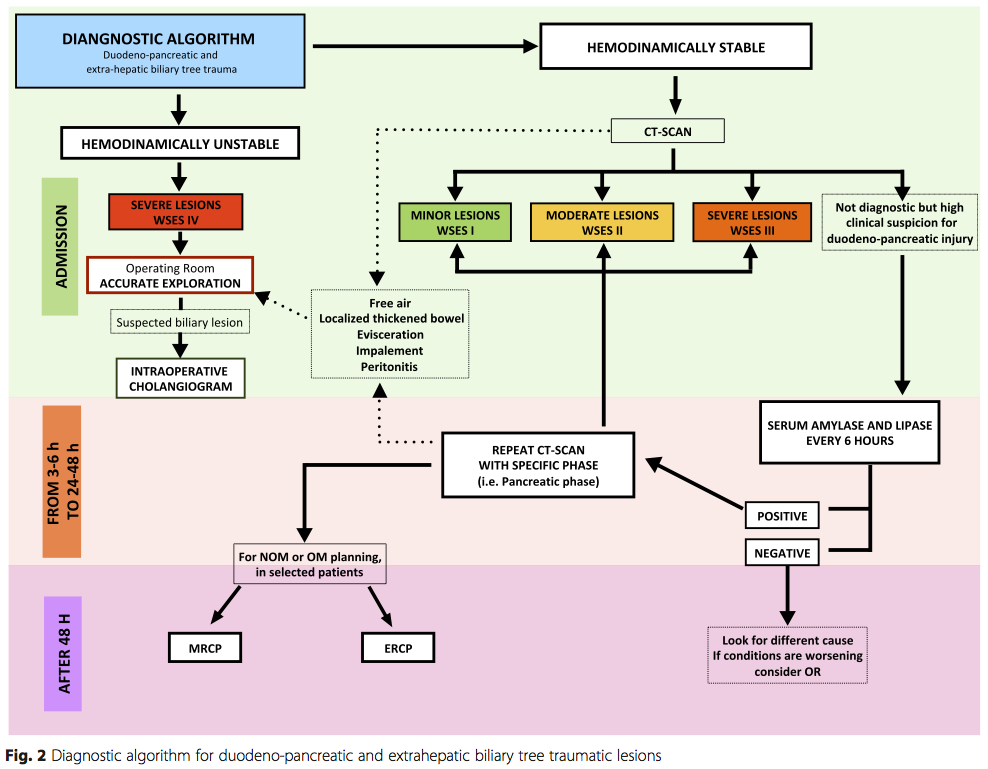 DIANGNOSTIC ALGORITHM
Duodeno-pancreatic and
extra-hepatic biliary tree trauma
HEMODINAMICALLY STABLE
CT-SCAN
HEMODINAMICALLY UNSTABLE
ADMISSION
SEVERE LESIONS
WSES IV
MINOR LESIONS
WSES I
MODERATE LESIONS
WSES II
SEVERE LESIONS
WSES III
Not diagnostic but high
clinical suspicion for
duodeno-pancreatic injury
Operating Room
ACCURATE EXPLORATION
Suspected biliary lesion
INTRAOPERATIVE
CHOLANGIOGRAM
Free air
Localized thickened bowel
Evisceration
Impalement
Peritonitis
FROM 3-6 h
TO 24-48 h
SERUM AMYLASE AND LIPASE
EVERY 6 HOURS
REPEAT CT-SCAN
WITH SPECIFIC PHASE
(i.e. Pancreatic phase)
POSITIVE
NEGATIVE
For NOM or OM planning,
in selected patients
AFTER 48 H
MRCP
ERCP
Look for different cause
If conditions are worsening
consider OR
Fig. 2 Diagnostic algorithm for duodeno-pancreatic and extrahepatic biliary tree traumatic lesions